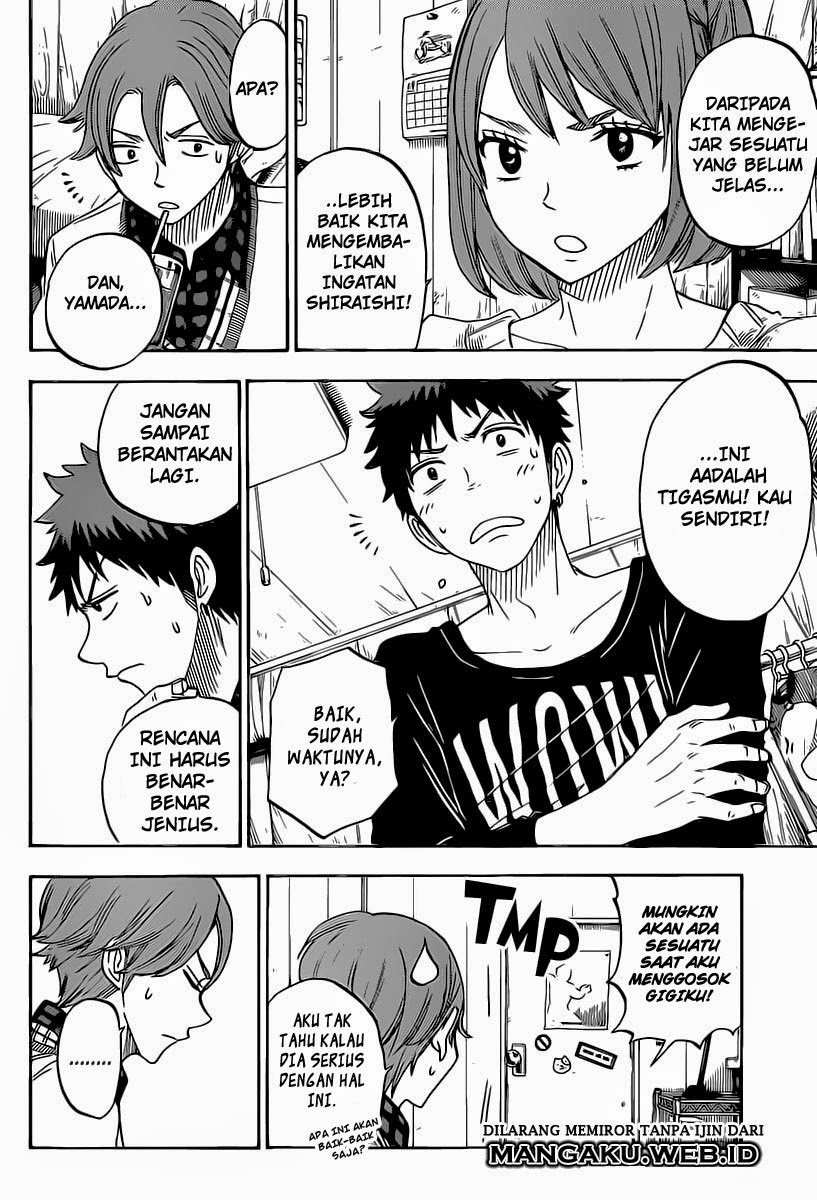 DARIPADA
KITA MENGE-
JAR SESUATU
YANG BELUM
JELAS...
..LEBIH
BAIK KITA
MENGEMBA-
LIKAN
INGATAN
SHIRAISHI!
APA?
DAN,
YAMADA...
...INI
AADALAH
TIGASMU! KAU
SENDIRI!
BAIK,
SUDAH
WAKTUNYA,
YA?
WOW!
JANGAN
SAMPAI
BERANTAKAN
LAGI.
RENCANA
INI HARUS
BENAR-
BENAR
JENIUS.
MUNGKIN
AKAN ADA
SESUATU
SAAT AKU
MENGGOSOK
GIGIKU!
TMP
AKU TAK
TAHU KALAU
DIA SERIUS
DENGAN HAL
INI.
APA INI AKAN
BAIK-BAIK
SAJA?
.........
DILARANG MEMIROR TANPA IJIN DARI
MANGAKU.WEB.ID